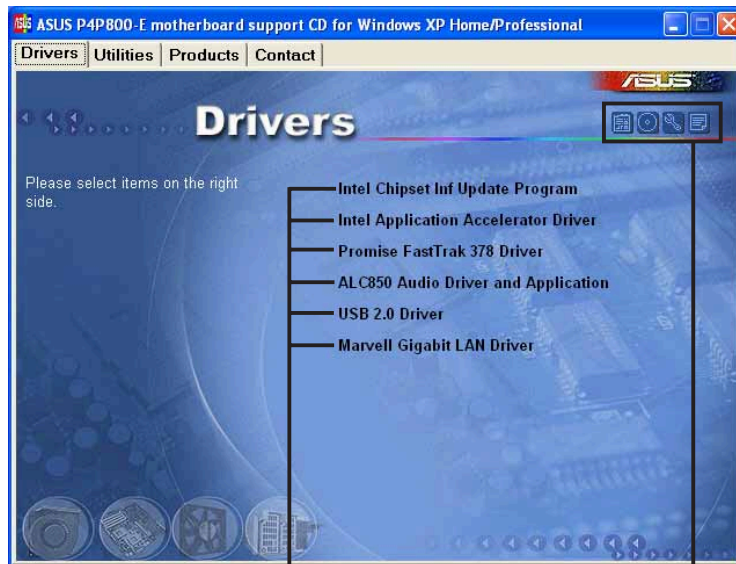 ASUS P4P800-E motherboard support CD for Windows XP Home/Professional
Drivers Utilities Products Contact
ASUS
Drivers
Please select items on the right
side.
Intel Chipset Inf Update Program
Intel Application Accelerator Driver
Promise FastTrak 378 Driver
ALC850 Audio Driver and Application
USB 2.0 Driver
Marvell Gigabit LAN Driver